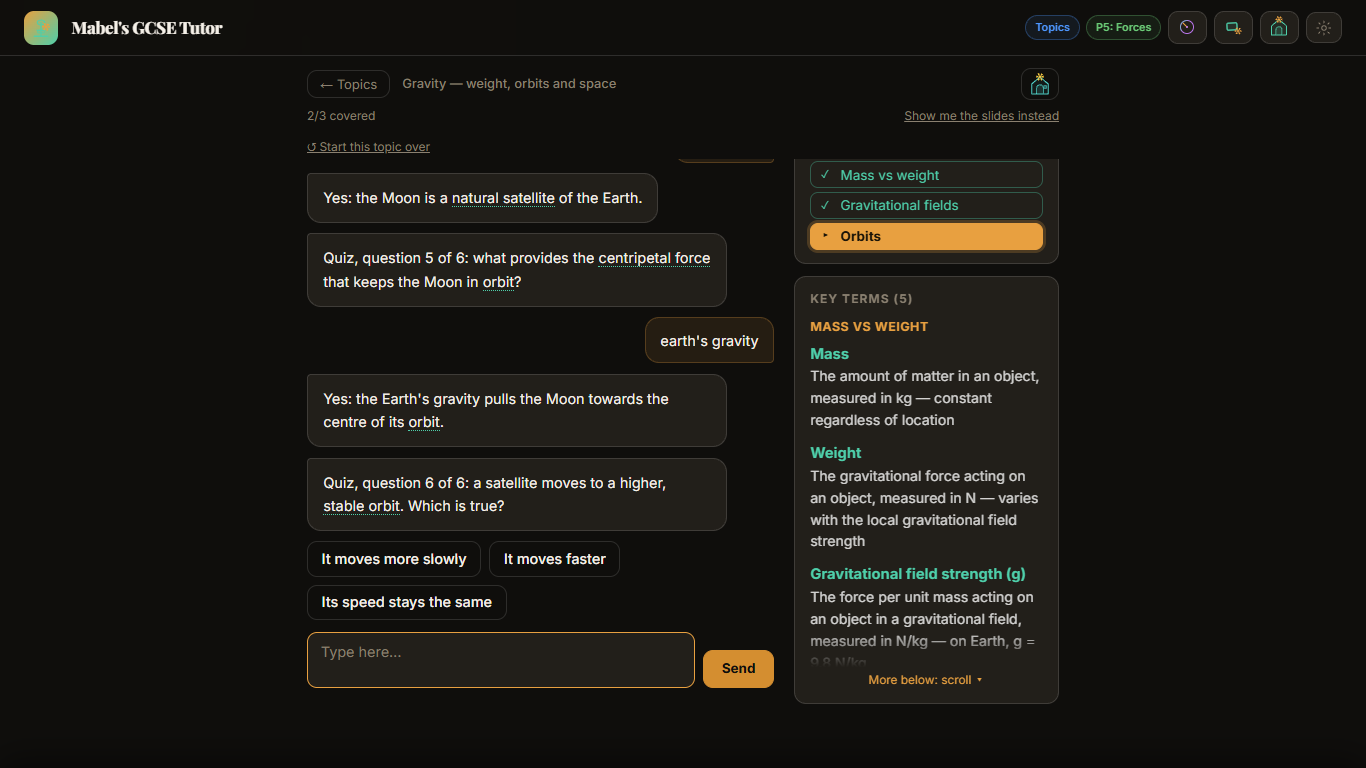 Mabel's GCSE Tutor
Topics
P5: Forces
← Topics
Gravity — weight, orbits and space
2/3 covered
Show me the slides instead
↺ Start this topic over
Yes: the Moon is a natural satellite of the Earth.
Quiz, question 5 of 6: what provides the centripetal force
that keeps the Moon in orbit?
earth's gravity
Yes: the Earth's gravity pulls the Moon towards the
centre of its orbit.
Quiz, question 6 of 6: a satellite moves to a higher,
stable orbit. Which is true?
It moves more slowly
It moves faster
Its speed stays the same
Type here...
Send
✓ Mass vs weight
✓ Gravitational fields
Orbits
KEY TERMS (5)
MASS VS WEIGHT
Mass
The amount of matter in an object,
measured in kg — constant
regardless of location
Weight
The gravitational force acting on
an object, measured in N — varies
with the local gravitational field
strength
Gravitational field strength (g)
The force per unit mass acting on
an object in a gravitational field,
measured in N/kg — on Earth, g =
9.8 N/kg
More below: scroll ▾